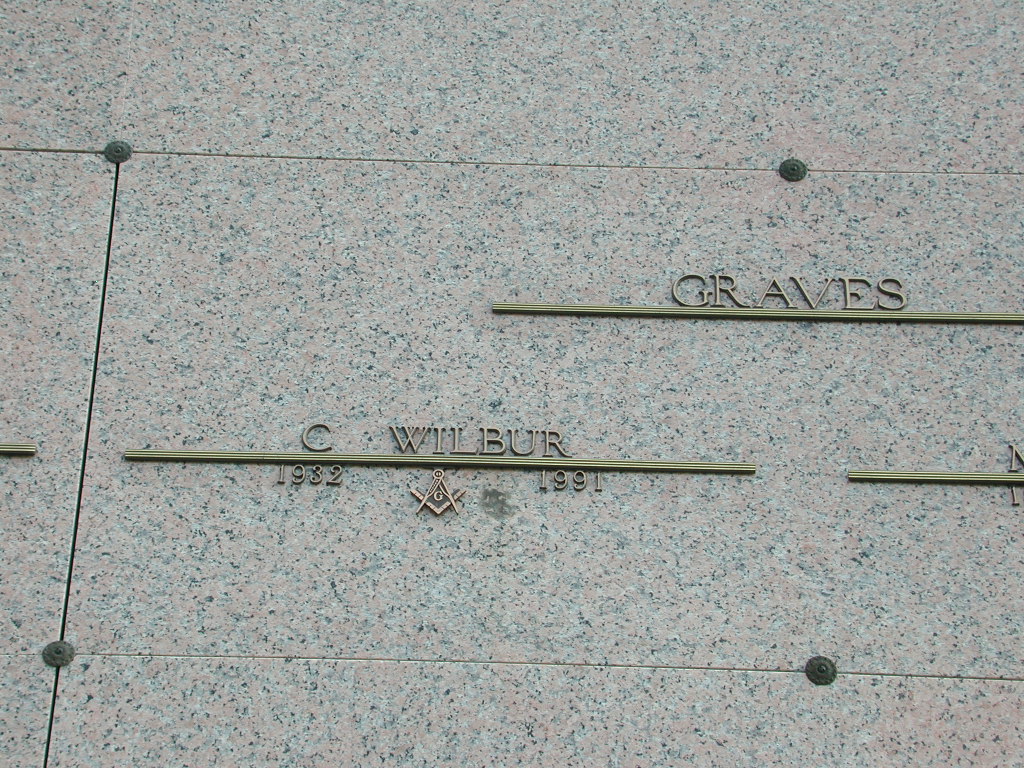 GRAVES
C WILBUR
1932 1991
G